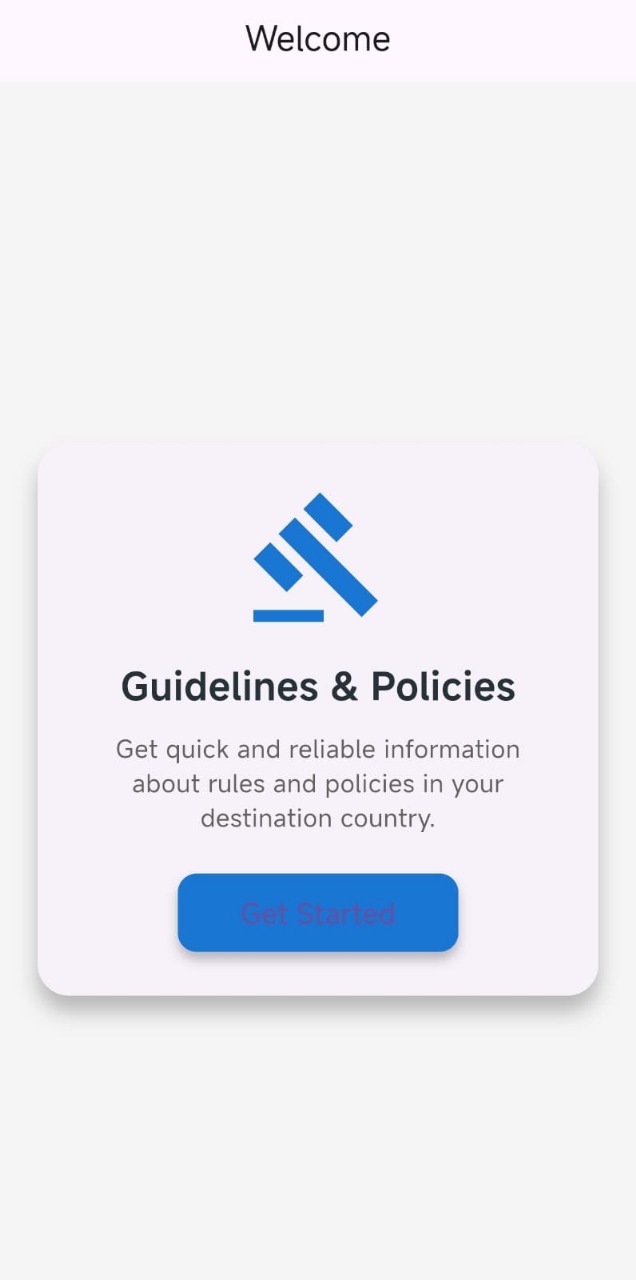 Welcome
Guidelines & Policies
Get quick and reliable information
about rules and policies in your
destination country.
Get Started